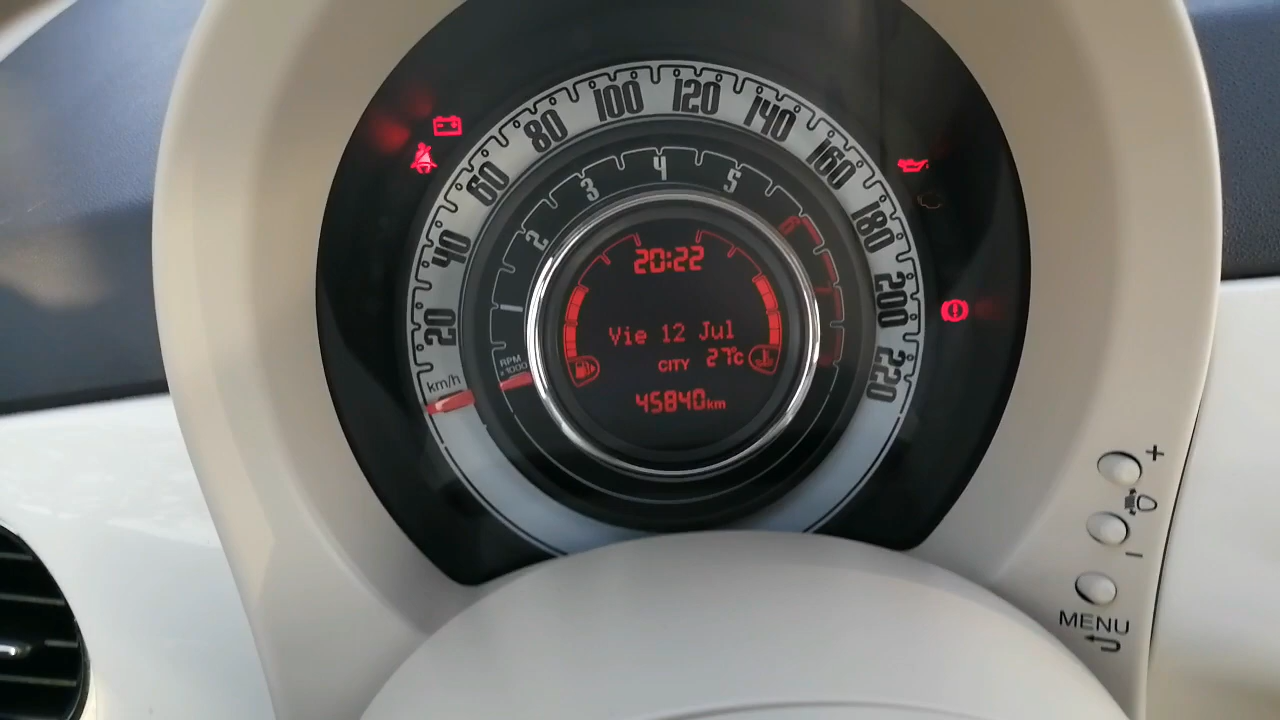 20 40 60 80 100 120 140 160 180 200 220
km/h
1 2 3 4 5 6
RPM
x1000
20:22
Vie 12 Jul
CITY 27°C
45840km
+
−
MENU